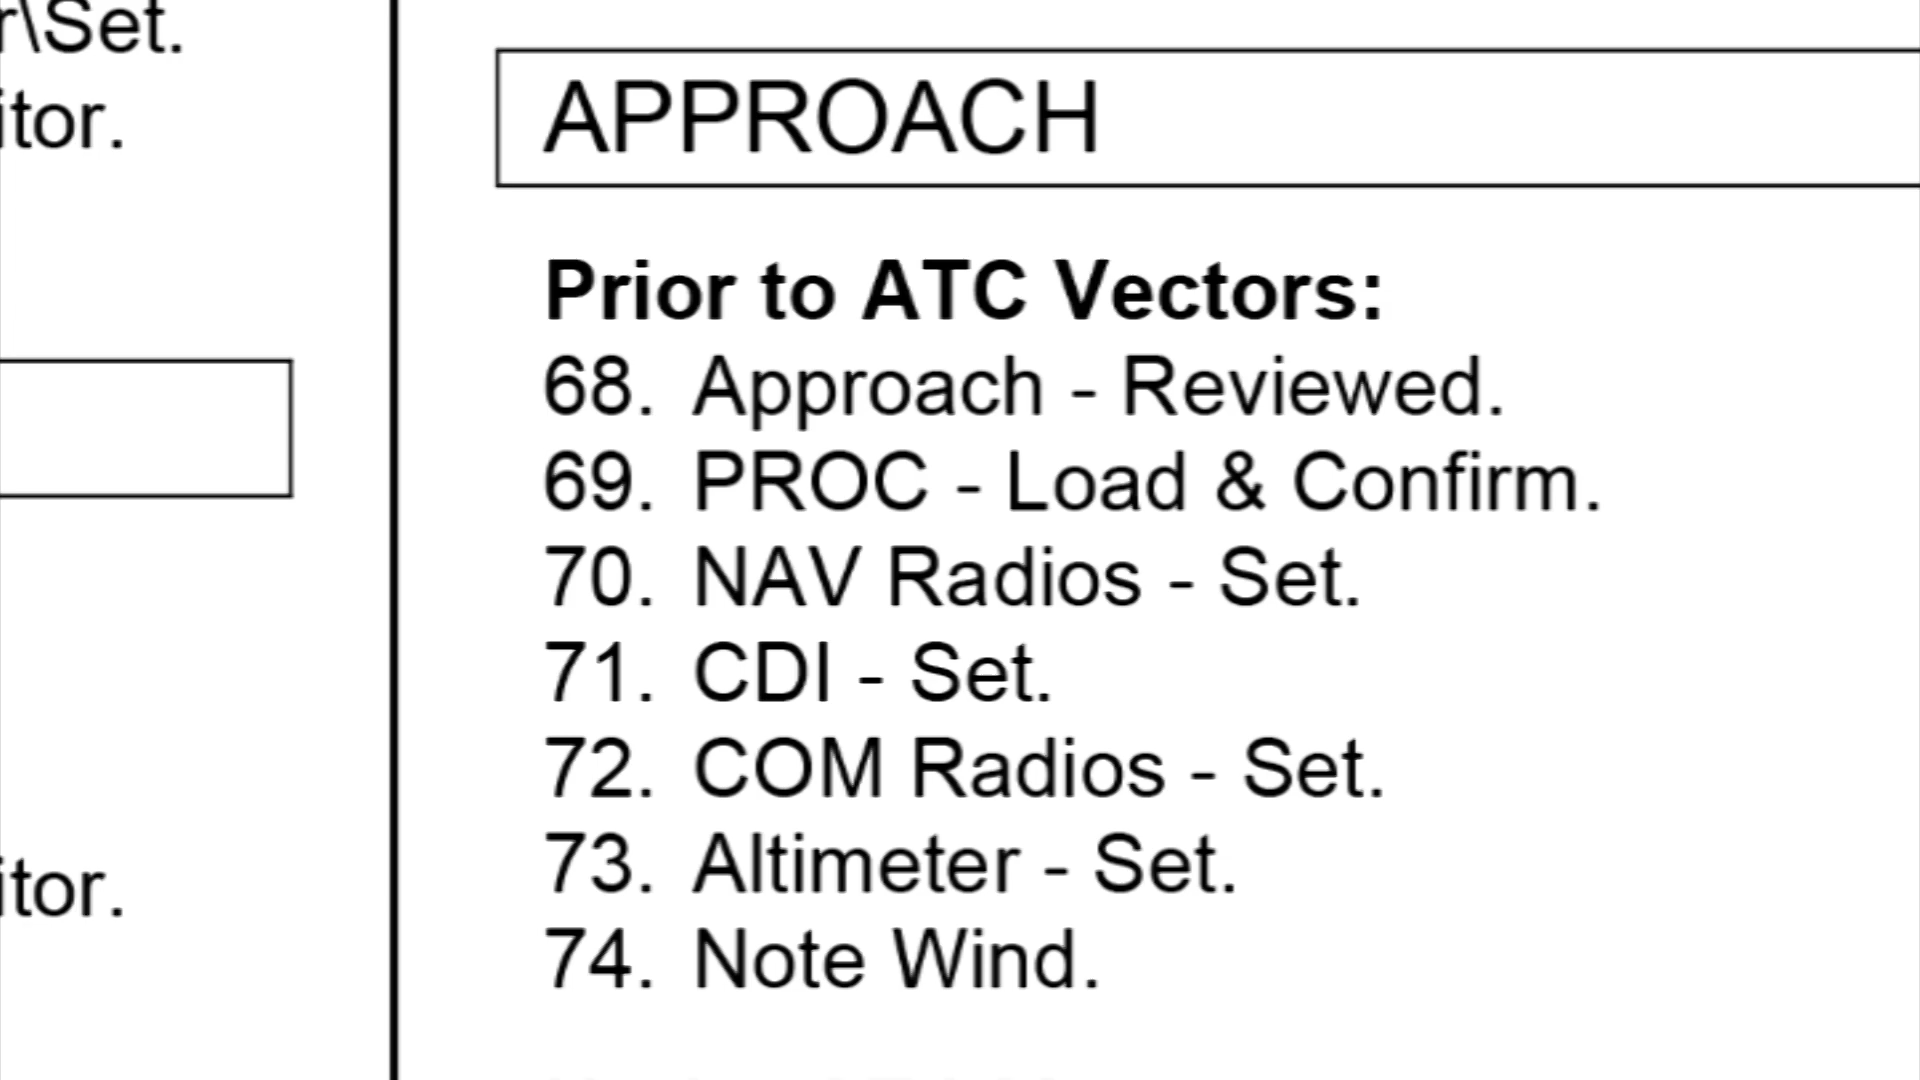 r\Set.
itor.
itor.
APPROACH
Prior to ATC Vectors:
68. Approach - Reviewed.
69. PROC - Load & Confirm.
70. NAV Radios - Set.
71. CDI - Set.
72. COM Radios - Set.
73. Altimeter - Set.
74. Note Wind.